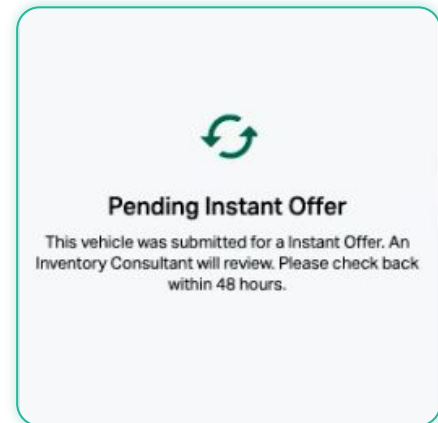 Pending Instant Offer
This vehicle was submitted for a Instant Offer. An
Inventory Consultant will review. Please check back
within 48 hours.